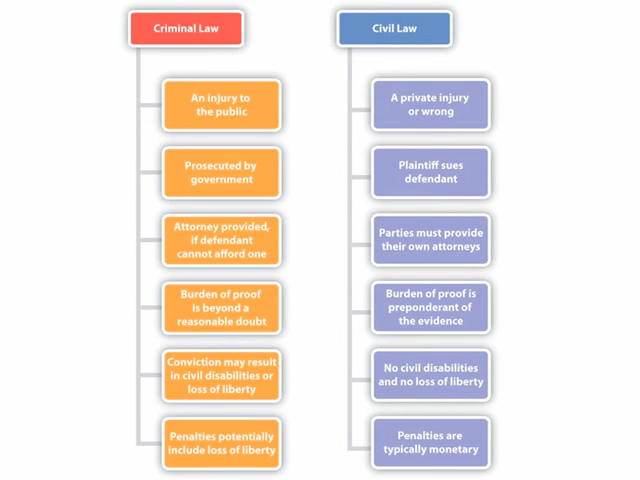 Criminal Law
An injury to
the public
Prosecuted by
government
Attorney provided,
if defendant
cannot afford one
Burden of proof
is beyond a
reasonable doubt
Conviction may result
in civil disabilities or
loss of liberty
Penalties potentially
include loss of liberty
Civil Law
A private injury
or wrong
Plaintiff sues
defendant
Parties must provide
their own attorneys
Burden of proof is
preponderant of
the evidence
No civil disabilities
and no loss of liberty
Penalties are
typically monetary